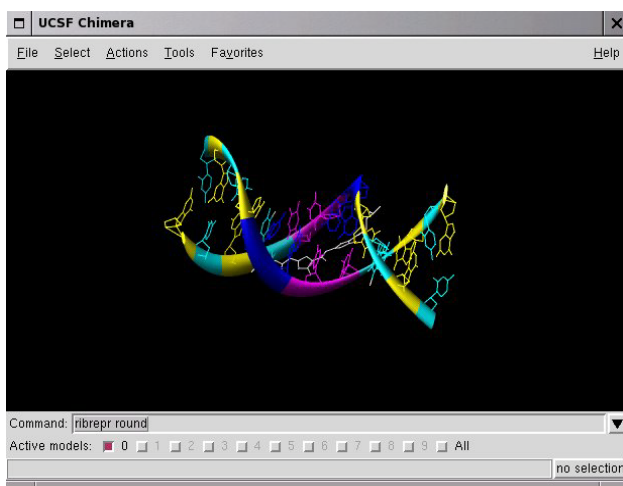 UCSF Chimera
File Select Actions Tools Favorites Help
Command: ribrepr round
Active models: 0 1 2 3 4 5 6 7 8 9 All
no selection